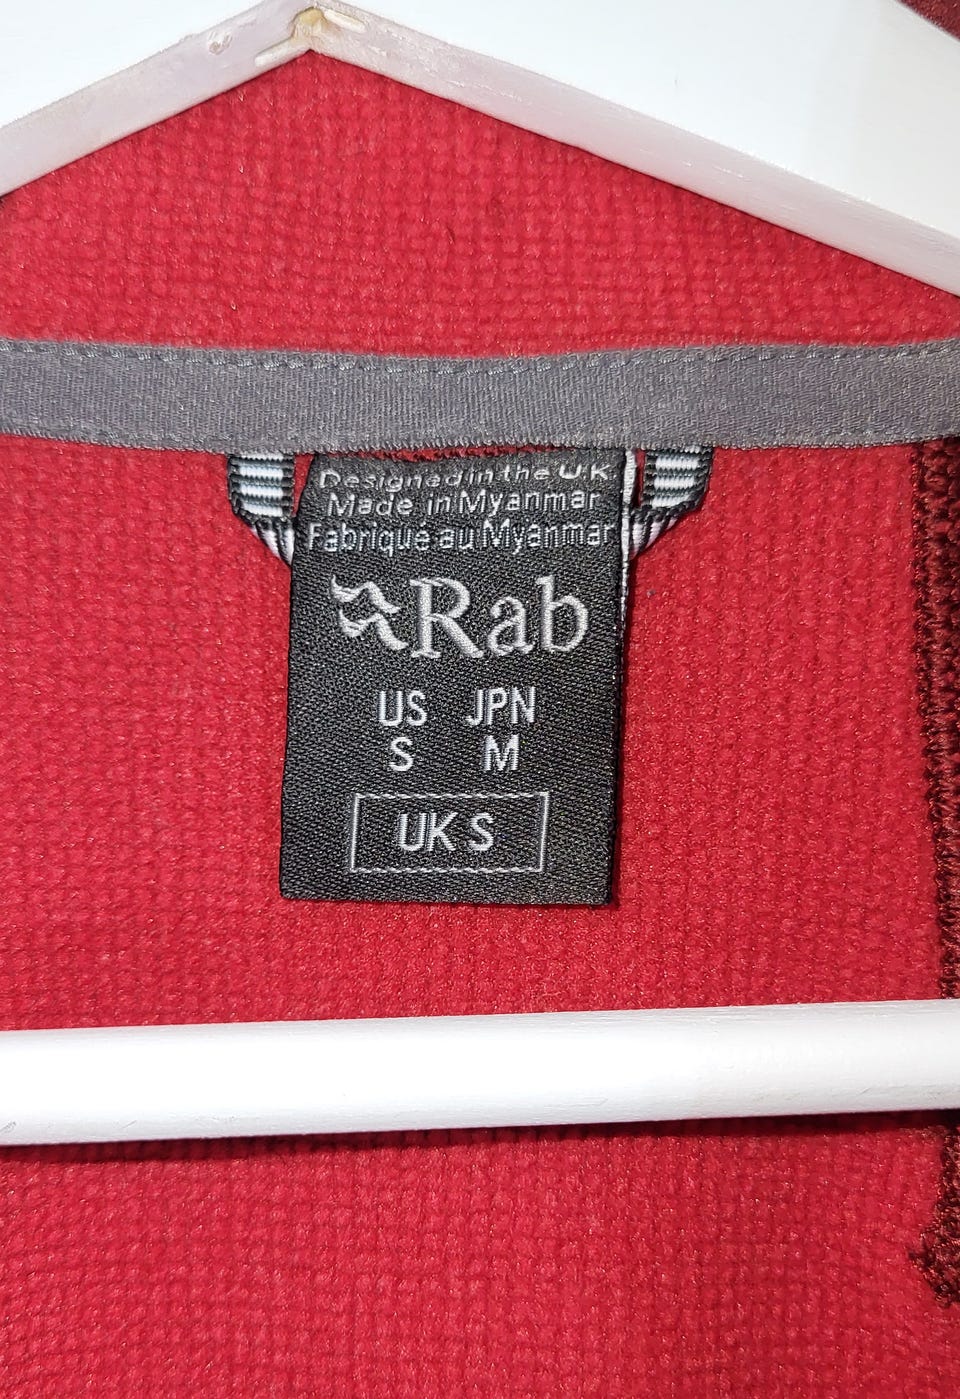 Designed in the UK
Made in Myanmar
Fabriqué au Myanmar
Rab
US JPN
S M
UK S